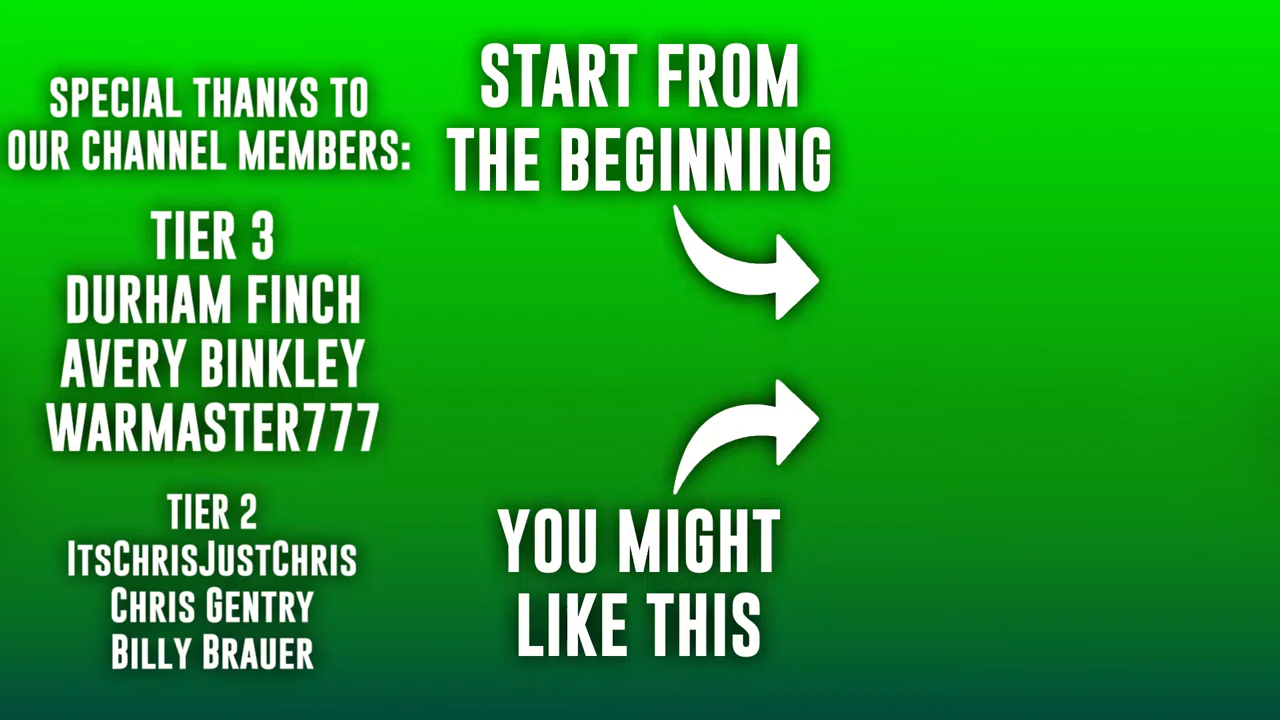 SPECIAL THANKS TO
OUR CHANNEL MEMBERS:
TIER 3
DURHAM FINCH
AVERY BINKLEY
WARMASTER777
TIER 2
ITSCHRISJUSTCHRIS
CHRIS GENTRY
BILLY BRAUER
START FROM
THE BEGINNING
YOU MIGHT
LIKE THIS